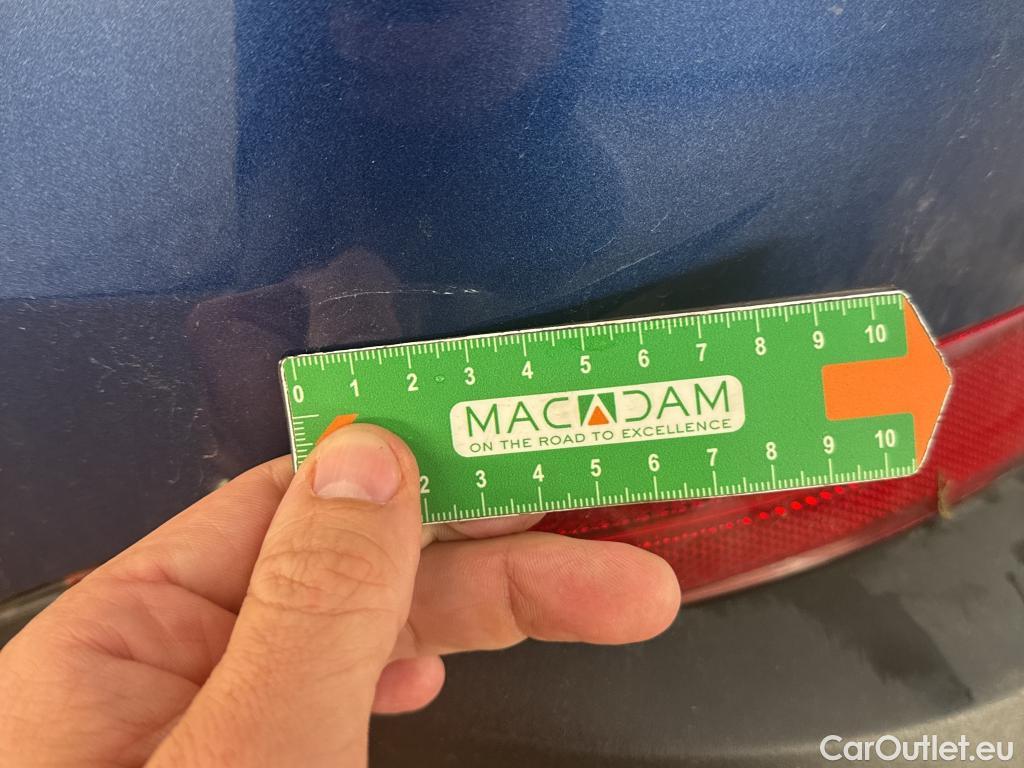 0 1 2 3 4 5 6 7 8 9 10
MACADAM
ON THE ROAD TO EXCELLENCE
2 3 4 5 6 7 8 9 10
CarOutlet.eu